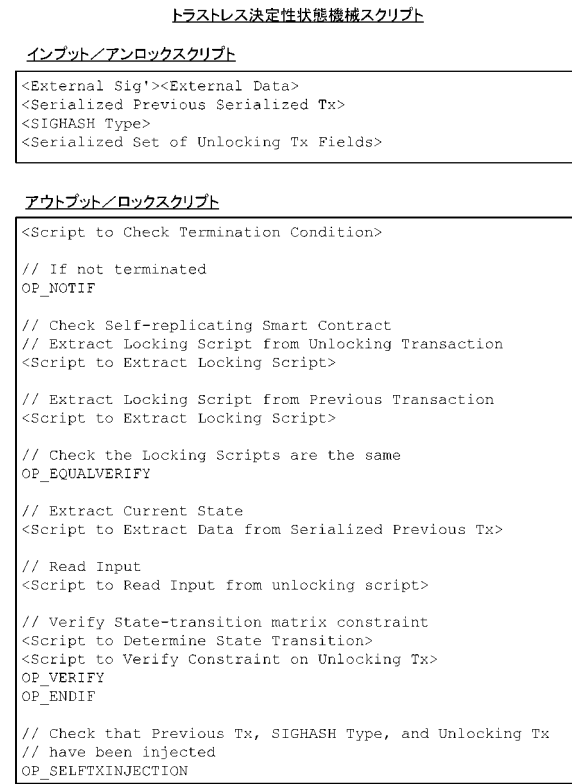 トラストレス決定性状態機械スクリプト
インプット／アンロックスクリプト
<External Sig'><External Data>
<Serialized Previous Serialized Tx>
<SIGHASH Type>
<Serialized Set of Unlocking Tx Fields>
アウトプット／ロックスクリプト
<Script to Check Termination Condition>
// If not terminated
OP_NOTIF
// Check Self-replicating Smart Contract
// Extract Locking Script from Unlocking Transaction
<Script to Extract Locking Script>
// Extract Locking Script from Previous Transaction
<Script to Extract Locking Script>
// Check the Locking Scripts are the same
OP_EQUALVERIFY
// Extract Current State
<Script to Extract Data from Serialized Previous Tx>
// Read Input
<Script to Read Input from unlocking script>
// Verify State-transition matrix constraint
<Script to Determine State Transition>
<Script to Verify Constraint on Unlocking Tx>
OP_VERIFY
OP_ENDIF
// Check that Previous Tx, SIGHASH Type, and Unlocking Tx
// have been injected
OP_SELFTXINJECTION